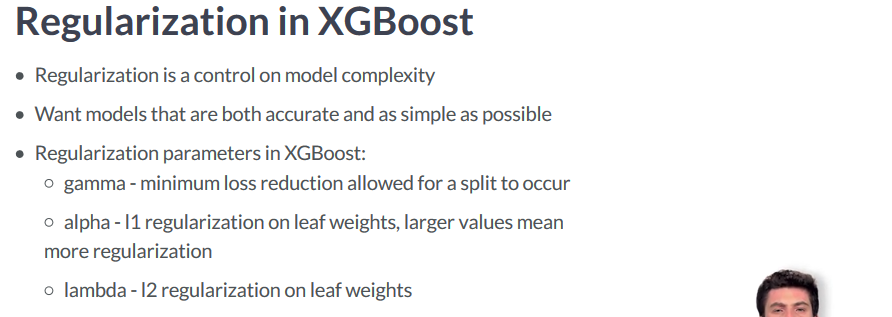 Regularization in XGBoost
• Regularization is a control on model complexity
• Want models that are both accurate and as simple as possible
• Regularization parameters in XGBoost:
○ gamma - minimum loss reduction allowed for a split to occur
○ alpha - l1 regularization on leaf weights, larger values mean
more regularization
○ lambda - l2 regularization on leaf weights